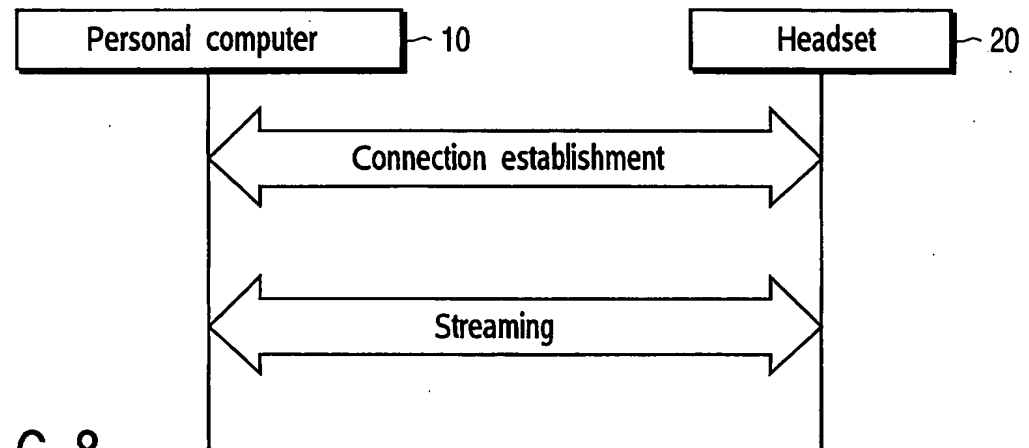 Personal computer 10
Headset 20
Connection establishment
Streaming